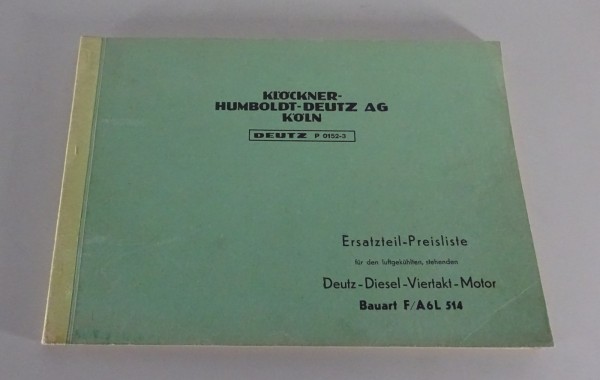 KLÖCKNER-
HUMBOLDT-DEUTZ AG
KÖLN
DEUTZ P 0152-3
Ersatzteil-Preisliste
für den luftgekühlten, stehenden
Deutz-Diesel-Viertakt-Motor
Bauart F/A6L 514